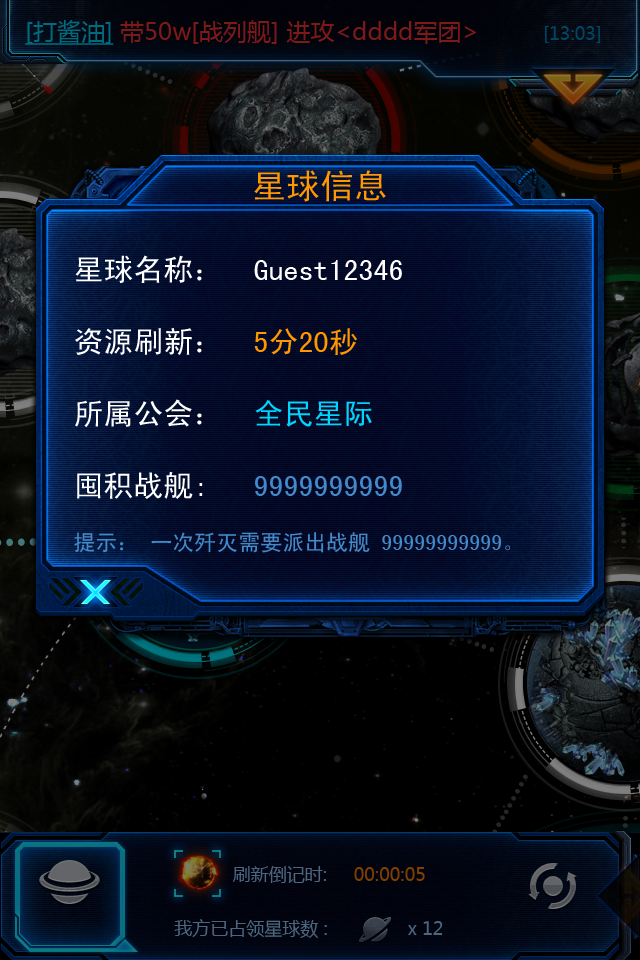 [打酱油] 带50w[战列舰] 进攻<dddd军团> [13:03]
星球信息
星球名称： Guest12346
资源刷新： 5分20秒
所属公会： 全民星际
囤积战舰: 9999999999
提示： 一次歼灭需要派出战舰 99999999999。
刷新倒记时: 00:00:05
我方已占领星球数 : x 12